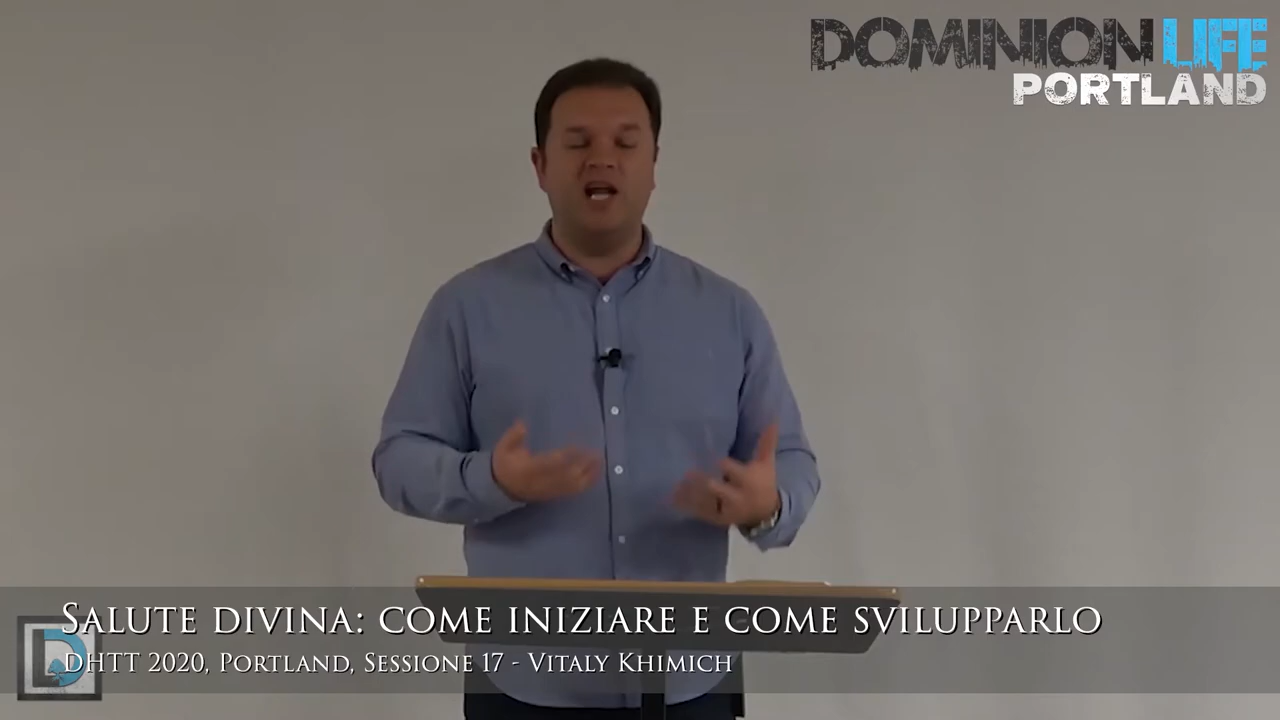 DOMINION LIFE
PORTLAND
Salute divina: come iniziare e come svilupparlo
DHTT 2020, Portland, Sessione 17 - Vitaly Khimich